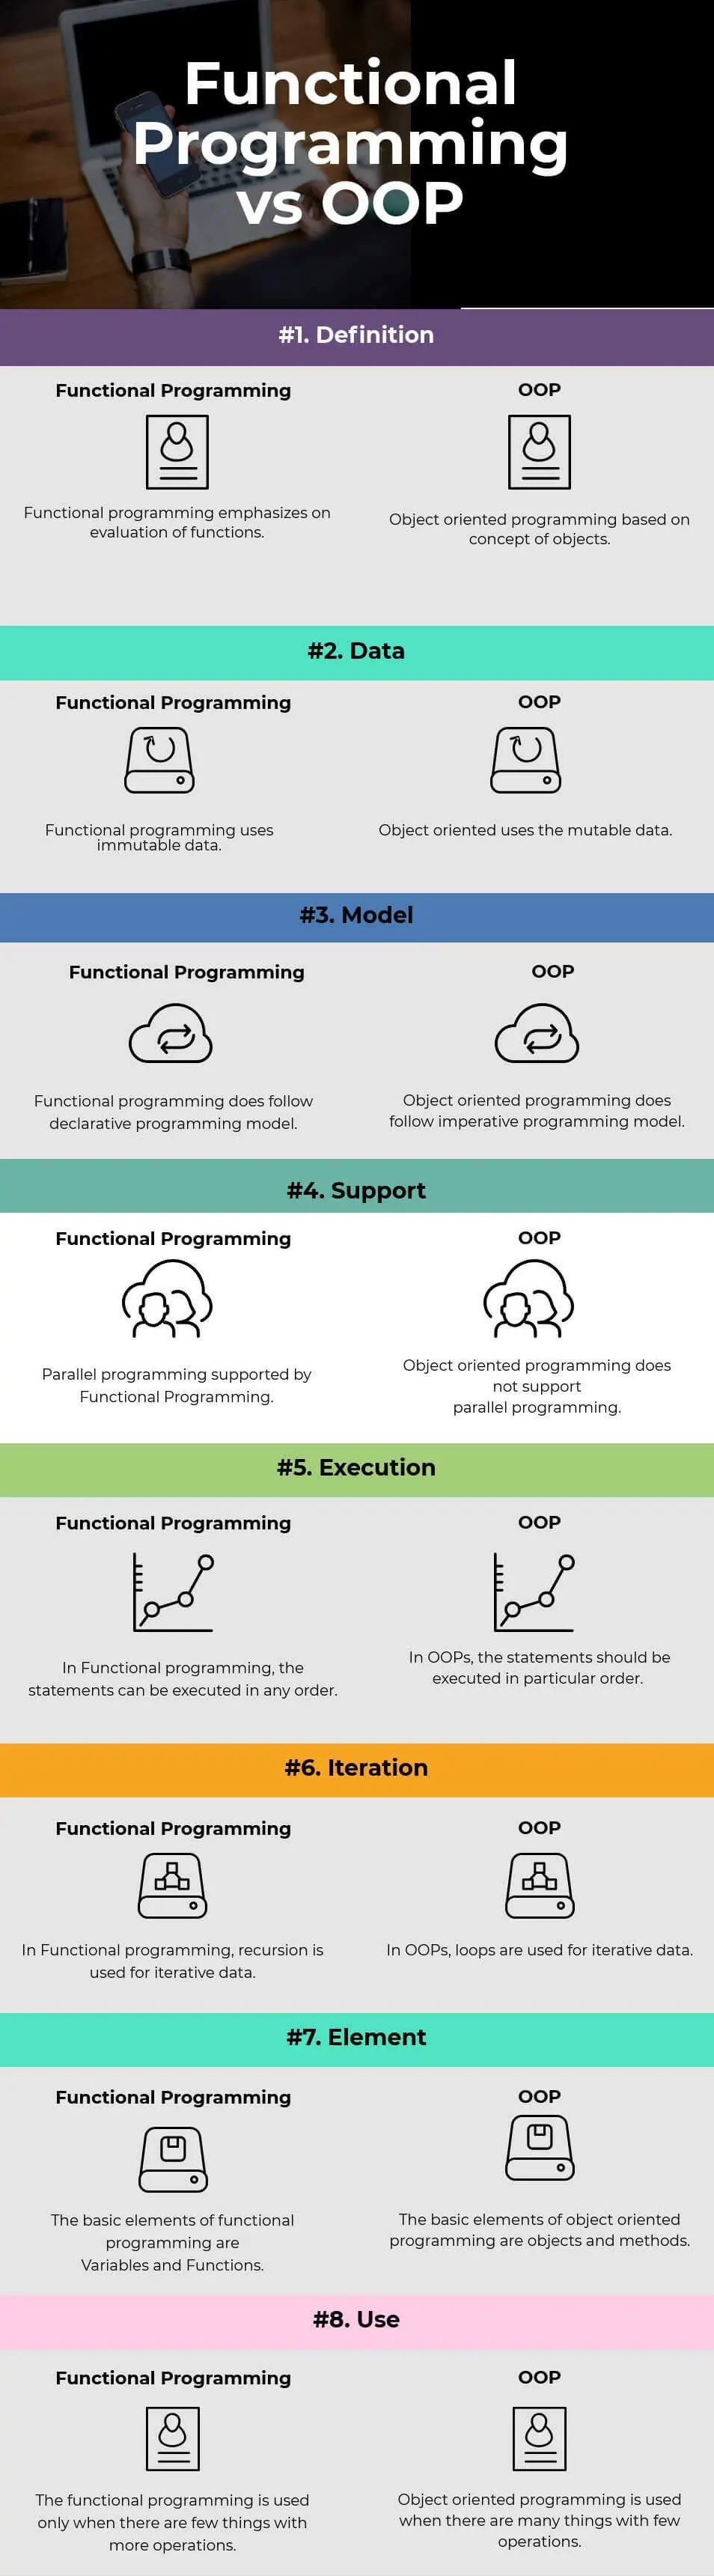 Functional
Programming
vs OOP
#1. Definition
Functional Programming
Functional programming emphasizes on
evaluation of functions.
OOP
Object oriented programming based on
concept of objects.
#2. Data
Functional Programming
Functional programming uses
immutable data.
OOP
Object oriented uses the mutable data.
#3. Model
Functional Programming
Functional programming does follow
declarative programming model.
OOP
Object oriented programming does
follow imperative programming model.
#4. Support
Functional Programming
Parallel programming supported by
Functional Programming.
OOP
Object oriented programming does
not support
parallel programming.
#5. Execution
Functional Programming
In Functional programming, the
statements can be executed in any order.
OOP
In OOPs, the statements should be
executed in particular order.
#6. Iteration
Functional Programming
In Functional programming, recursion is
used for iterative data.
OOP
In OOPs, loops are used for iterative data.
#7. Element
Functional Programming
The basic elements of functional
programming are
Variables and Functions.
OOP
The basic elements of object oriented
programming are objects and methods.
#8. Use
Functional Programming
The functional programming is used
only when there are few things with
more operations.
OOP
Object oriented programming is used
when there are many things with few
operations.